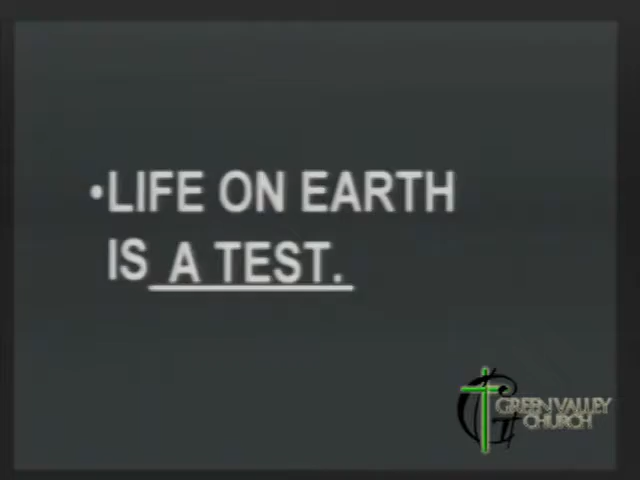 •LIFE ON EARTH
IS A TEST.
GREEN VALLEY
CHURCH